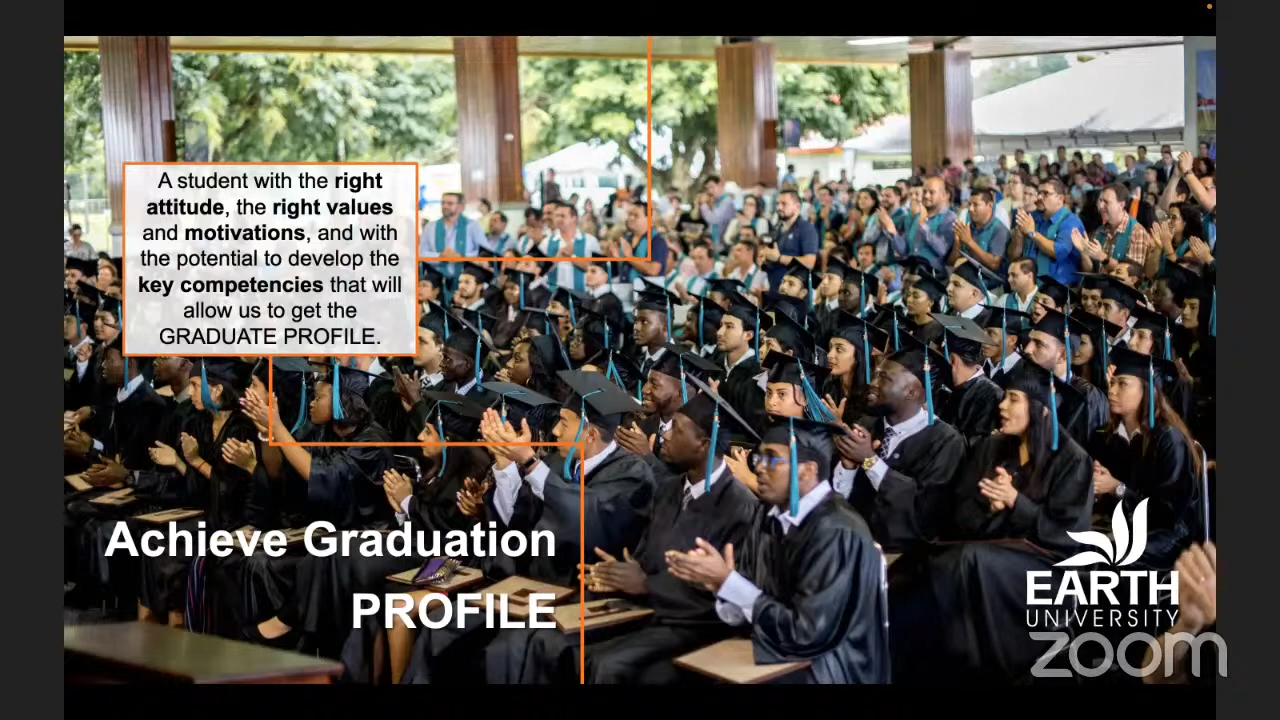 A student with the right
attitude, the right values
and motivations, and with
the potential to develop the
key competencies that will
allow us to get the
GRADUATE PROFILE.
Achieve Graduation
PROFILE
EARTH
UNIVERSITY
zoom